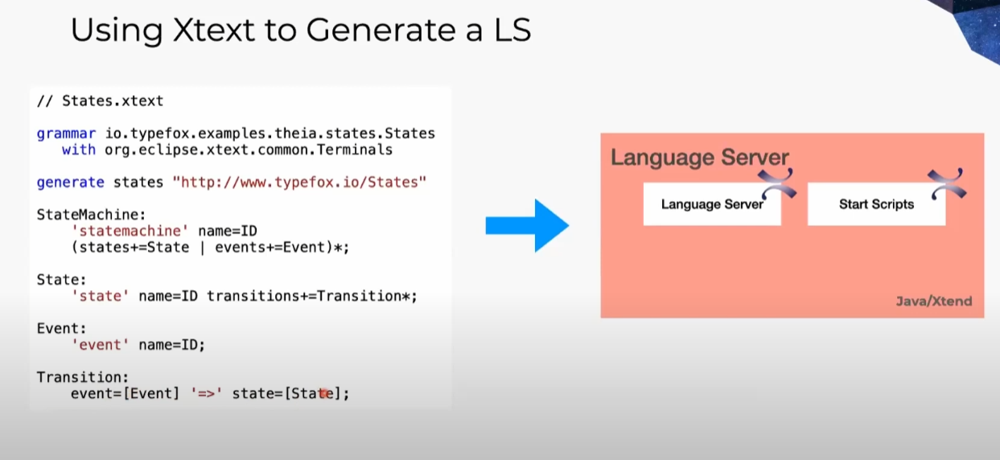 Using Xtext to Generate a LS
// States.xtext
grammar io.typefox.examples.theia.states.States
with org.eclipse.xtext.common.Terminals
generate states "http://www.typefox.io/States"
StateMachine:
'statemachine' name=ID
(states+=State | events+=Event)*;
State:
'state' name=ID transitions+=Transition*;
Event:
'event' name=ID;
Transition:
event=[Event] '=>' state=[State];
Language Server
Language Server
Start Scripts
Java/Xtend